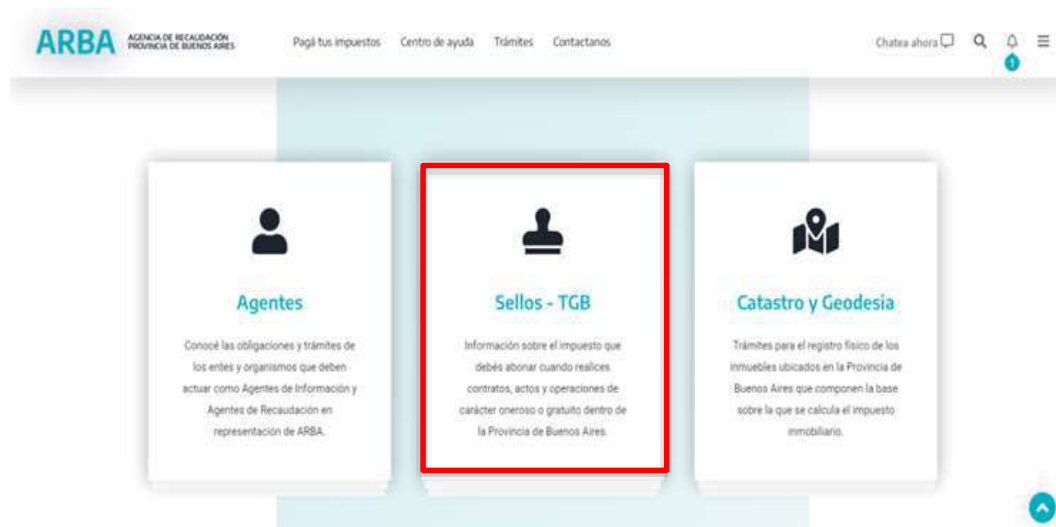 ARBA
AGENCIA DE RECAUDACIÓN
PROVINCIA DE BUENOS AIRES
Pagá tus impuestos
Centro de ayuda
Trámites
Contactanos
Chatea ahora
1
Agentes
Conocé las obligaciones y trámites de
los entes y organismos que deben
actuar como Agentes de Información y
Agentes de Recaudación en
representación de ARBA.
Sellos - TGB
Información sobre el impuesto que
debés abonar cuando realices
contratos, actos y operaciones de
carácter oneroso o gratuito dentro de
la Provincia de Buenos Aires.
Catastro y Geodesia
Trámites para el registro físico de los
inmuebles ubicados en la Provincia de
Buenos Aires que componen la base
sobre la que se calcula el impuesto
inmobiliario.